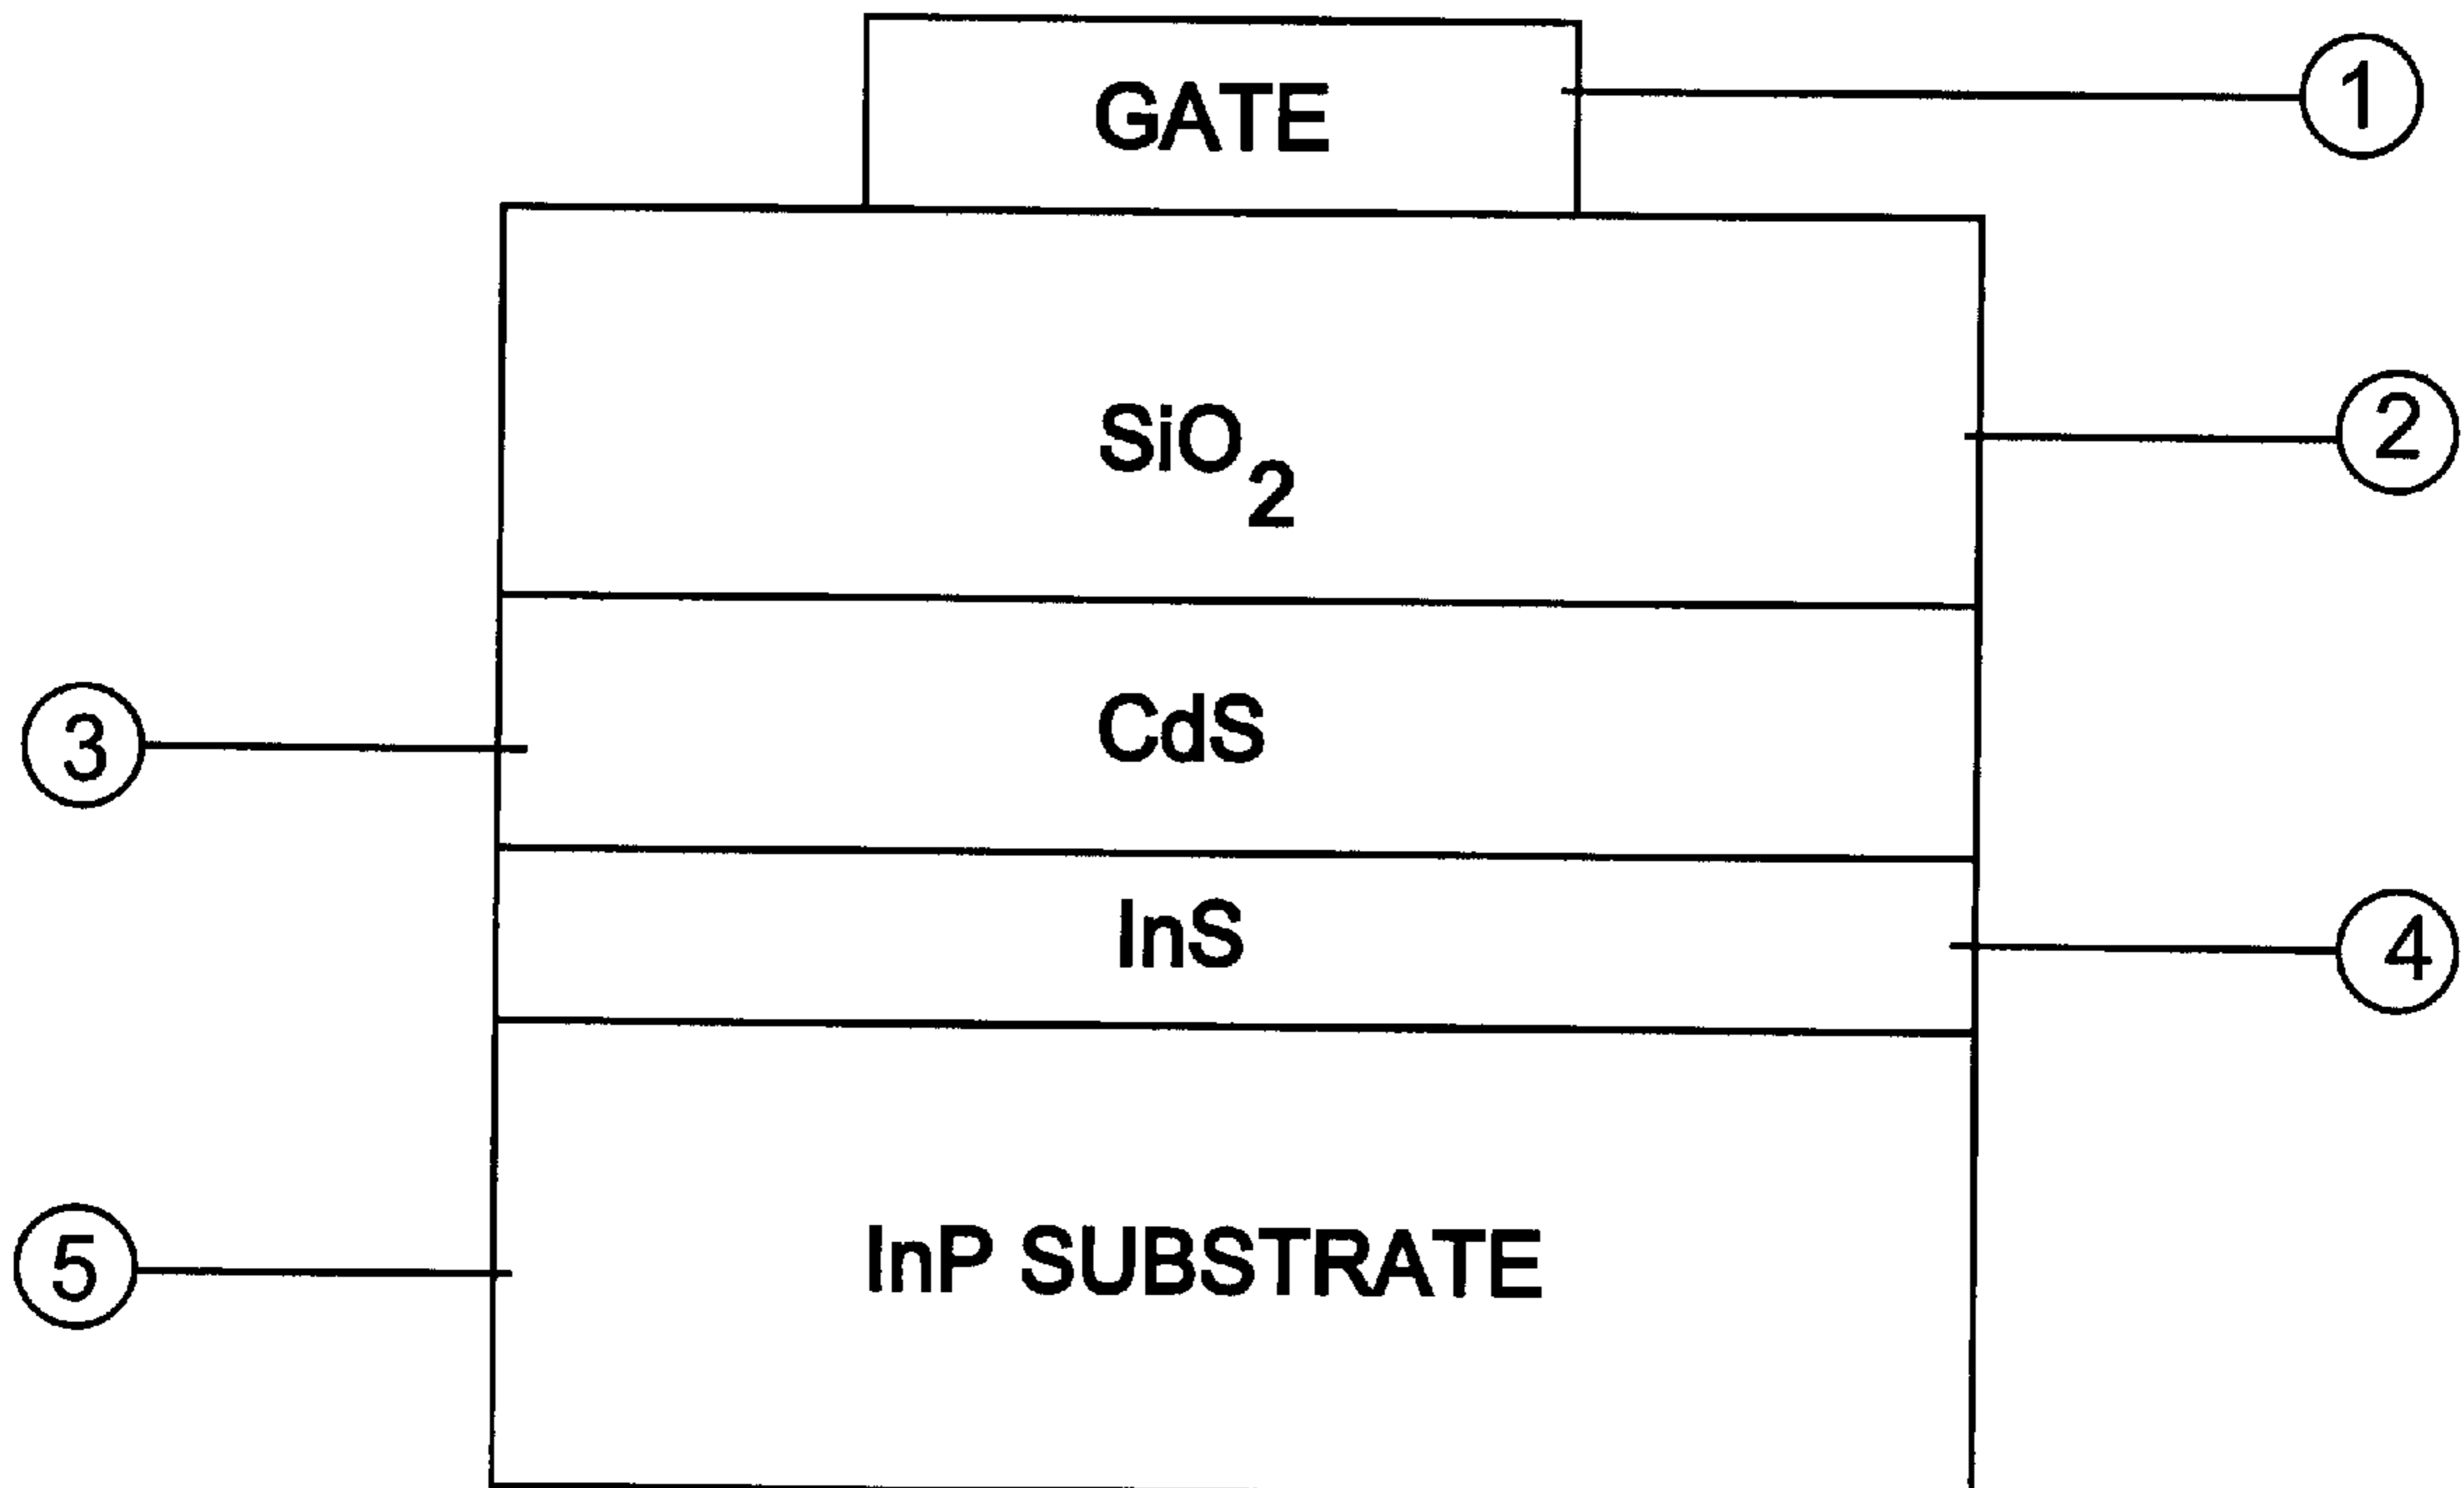 GATE
1
SiO2
2
3
CdS
InS
4
5
InP SUBSTRATE